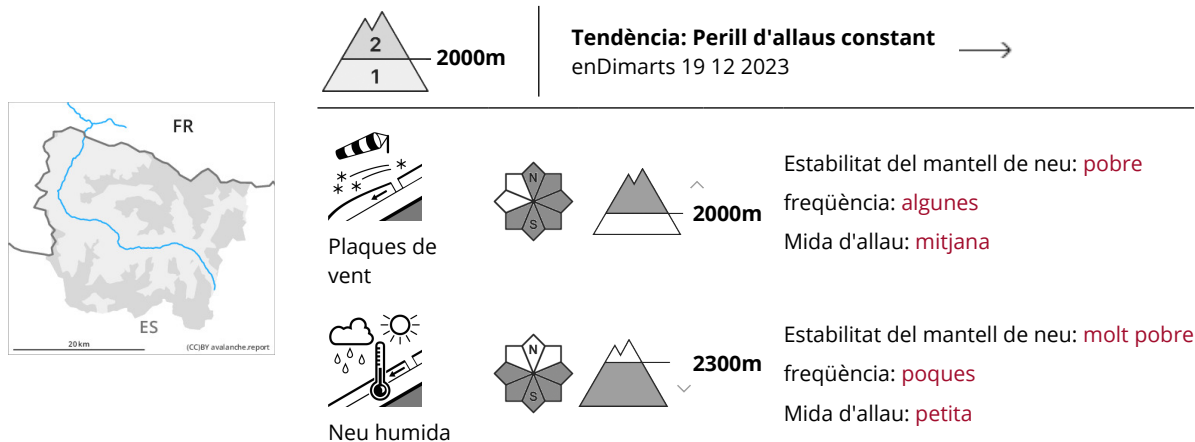 2
1
2000m
Tendència: Perill d'allaus constant
enDimarts 19 12 2023
FR
ES
20 km
(CC)BY avalanche.report
N
S
2000m
Plaques de
vent
Estabilitat del mantell de neu: pobre
freqüència: algunes
Mida d'allau: mitjana
N
S
2300m
Neu humida
Estabilitat del mantell de neu: molt pobre
freqüència: poques
Mida d'allau: petita